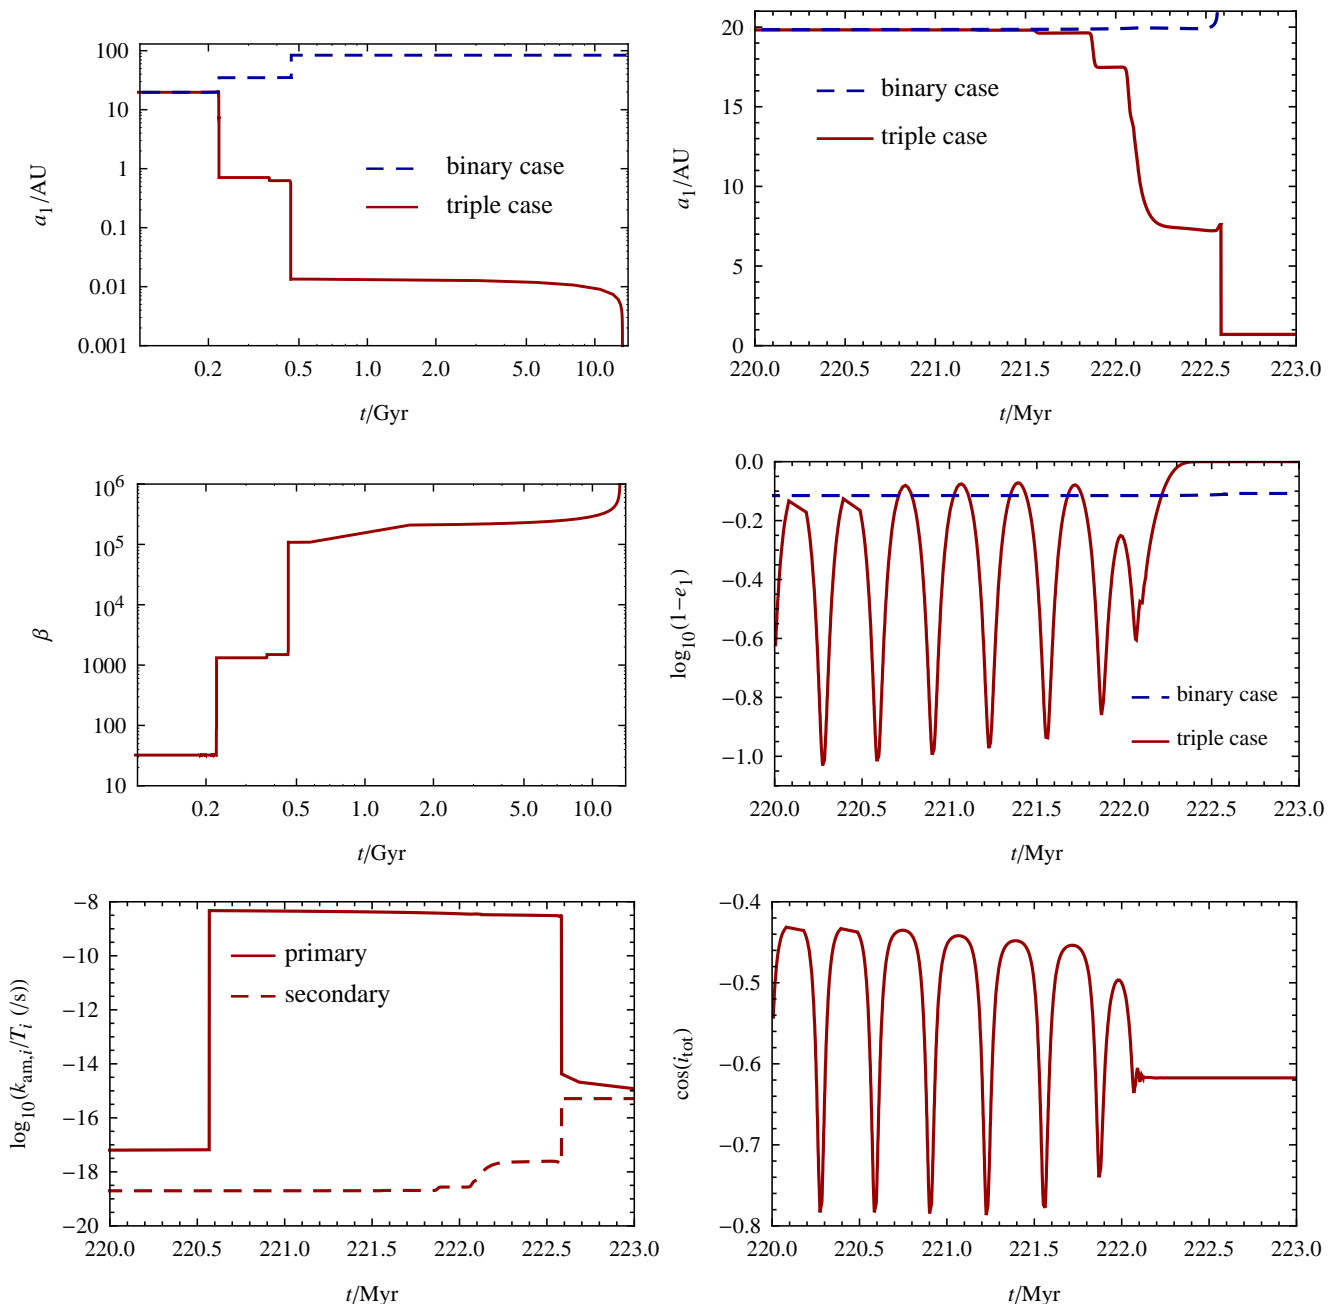 100
10
1
0.1
0.01
0.001
a1/AU
binary case
triple case
0.2 0.5 1.0 2.0 5.0 10.0
t/Gyr
20
15
10
5
0
a1/AU
binary case
triple case
220.0 220.5 221.0 221.5 222.0 222.5 223.0
t/Myr
10^6
10^5
10^4
1000
100
10
β
0.2 0.5 1.0 2.0 5.0 10.0
t/Gyr
0.0
−0.2
−0.4
−0.6
−0.8
−1.0
log10(1−e1)
binary case
triple case
220.0 220.5 221.0 221.5 222.0 222.5 223.0
t/Myr
−8
−10
−12
−14
−16
−18
−20
log10(kam,i/Ti (/s))
primary
secondary
220.0 220.5 221.0 221.5 222.0 222.5 223.0
t/Myr
−0.4
−0.5
−0.6
−0.7
−0.8
cos(itot)
220.0 220.5 221.0 221.5 222.0 222.5 223.0
t/Myr